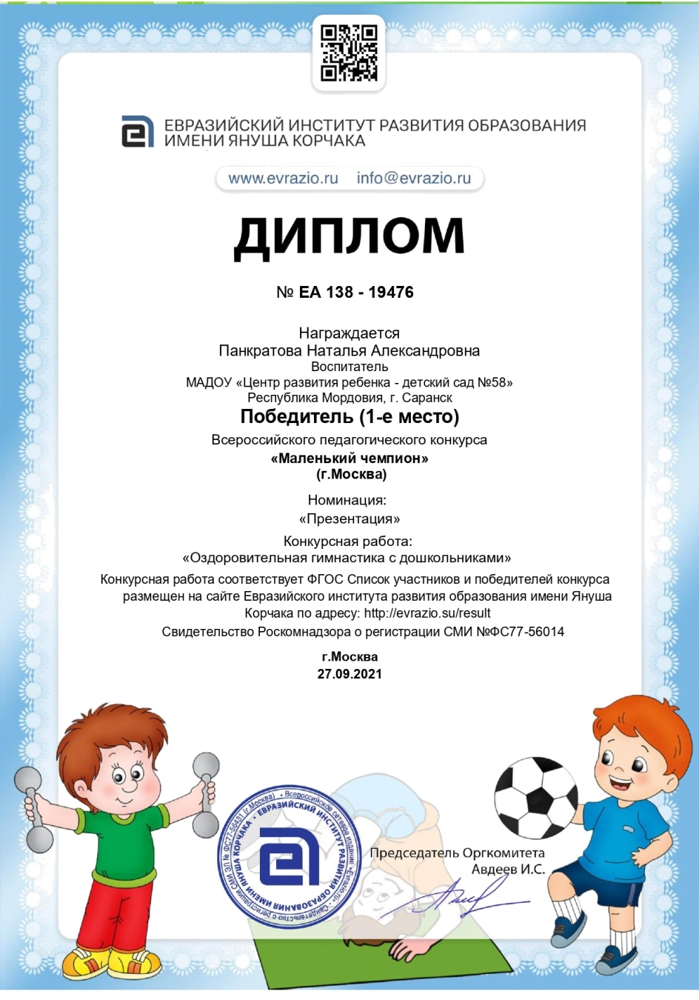 ЕВРАЗИЙСКИЙ ИНСТИТУТ РАЗВИТИЯ ОБРАЗОВАНИЯ
ИМЕНИ ЯНУША КОРЧАКА
www.evrazio.ru info@evrazio.ru
ДИПЛОМ
№ ЕА 138 - 19476
Награждается
Панкратова Наталья Александровна
Воспитатель
МАДОУ «Центр развития ребенка - детский сад №58»
Республика Мордовия, г. Саранск
Победитель (1-е место)
Всероссийского педагогического конкурса
«Маленький чемпион»
(г.Москва)
Номинация:
«Презентация»
Конкурсная работа:
«Оздоровительная гимнастика с дошкольниками»
Конкурсная работа соответствует ФГОС Список участников и победителей конкурса
размещен на сайте Евразийского института развития образования имени Януша
Корчака по адресу: http://evrazio.su/result
Свидетельство Роскомнадзора о регистрации СМИ №ФС77-56014
г.Москва
27.09.2021
Председатель Оргкомитета
Авдеев И.С.
ЕВРАЗИЙСКИЙ ИНСТИТУТ РАЗВИТИЯ ОБРАЗОВАНИЯ ИМЕНИ ЯНУША КОРЧАКА
Всероссийское сетевое издание «Evrazio.ru» - Свидетельство о регистрации СМИ ЭЛ № ФС77-56431 (г.Москва)